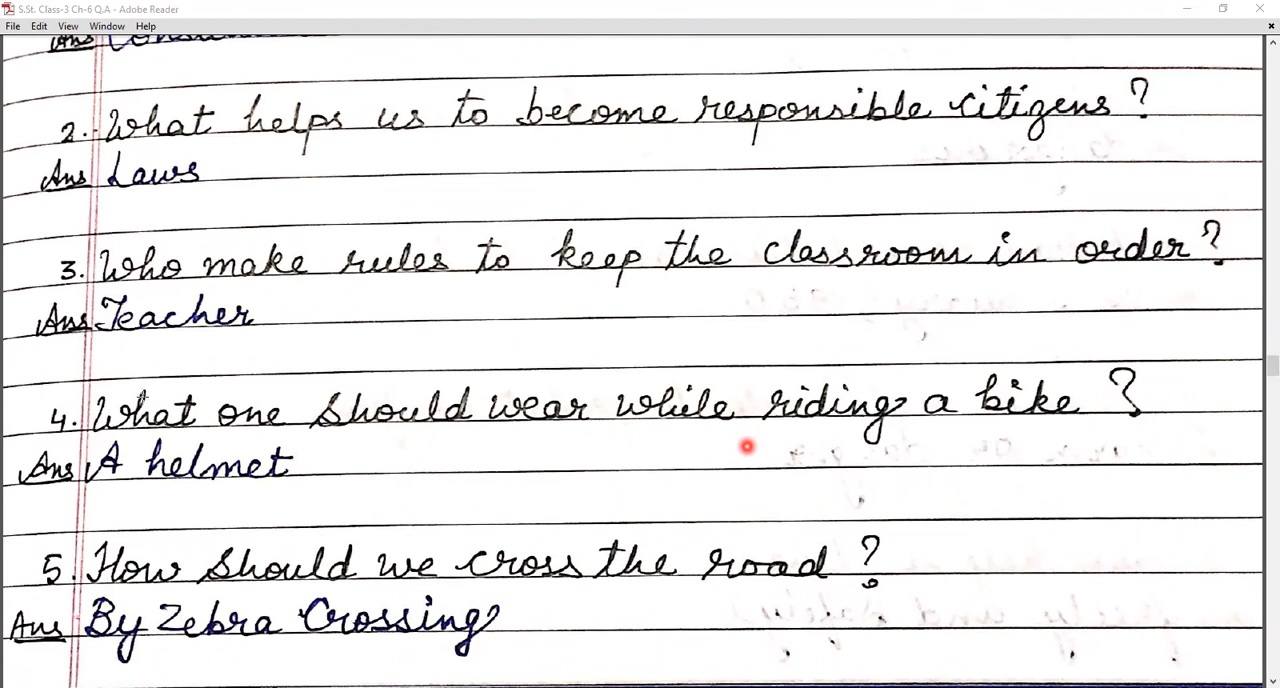 S.St. Class-3 Ch-6 Q.A - Adobe Reader
File Edit View Window Help
Ans
2. What helps us to become responsible citizens?
Ans Laws
3. Who make rules to keep the classroom in order?
Ans Teacher
4. What one should wear while riding a bike?
Ans A helmet
5. How should we cross the road?
Ans By Zebra Crossing